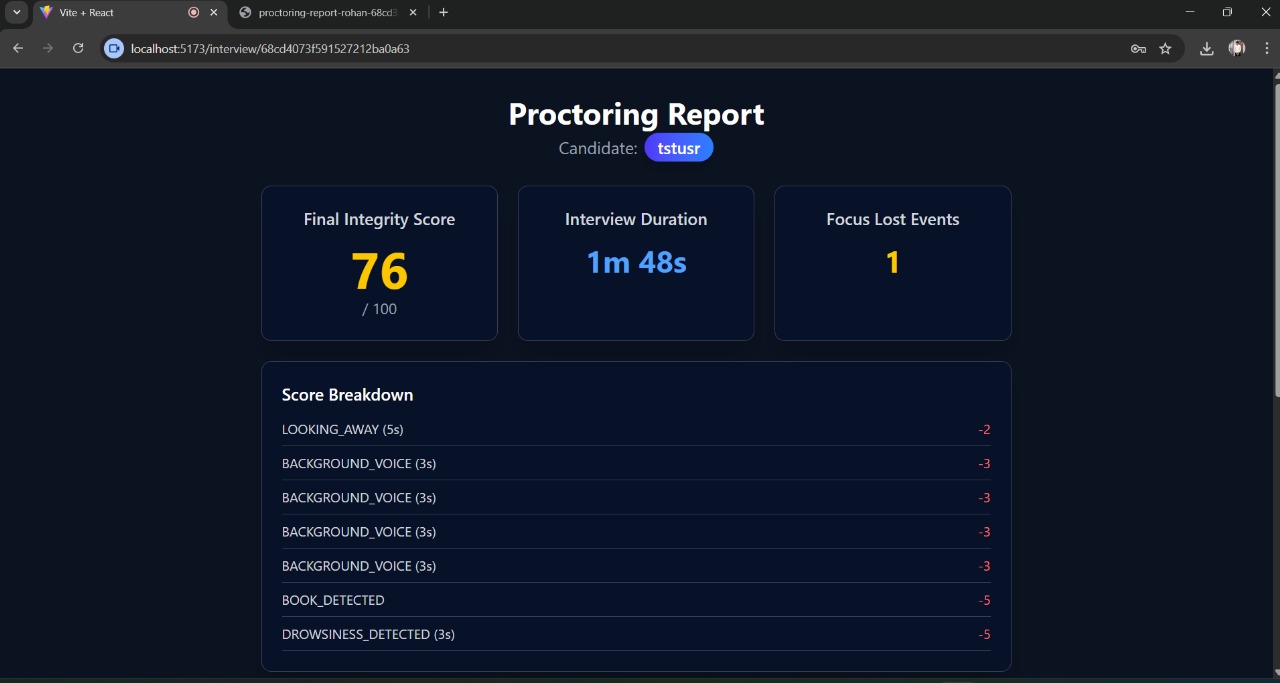 Vite + React
proctoring-report-rohan-68cd3
localhost:5173/interview/68cd4073f591527212ba0a63
Proctoring Report
Candidate: tstusr
Final Integrity Score
76
/ 100
Interview Duration
1m 48s
Focus Lost Events
1
Score Breakdown
LOOKING_AWAY (5s) -2
BACKGROUND_VOICE (3s) -3
BACKGROUND_VOICE (3s) -3
BACKGROUND_VOICE (3s) -3
BACKGROUND_VOICE (3s) -3
BOOK_DETECTED -5
DROWSINESS_DETECTED (3s) -5